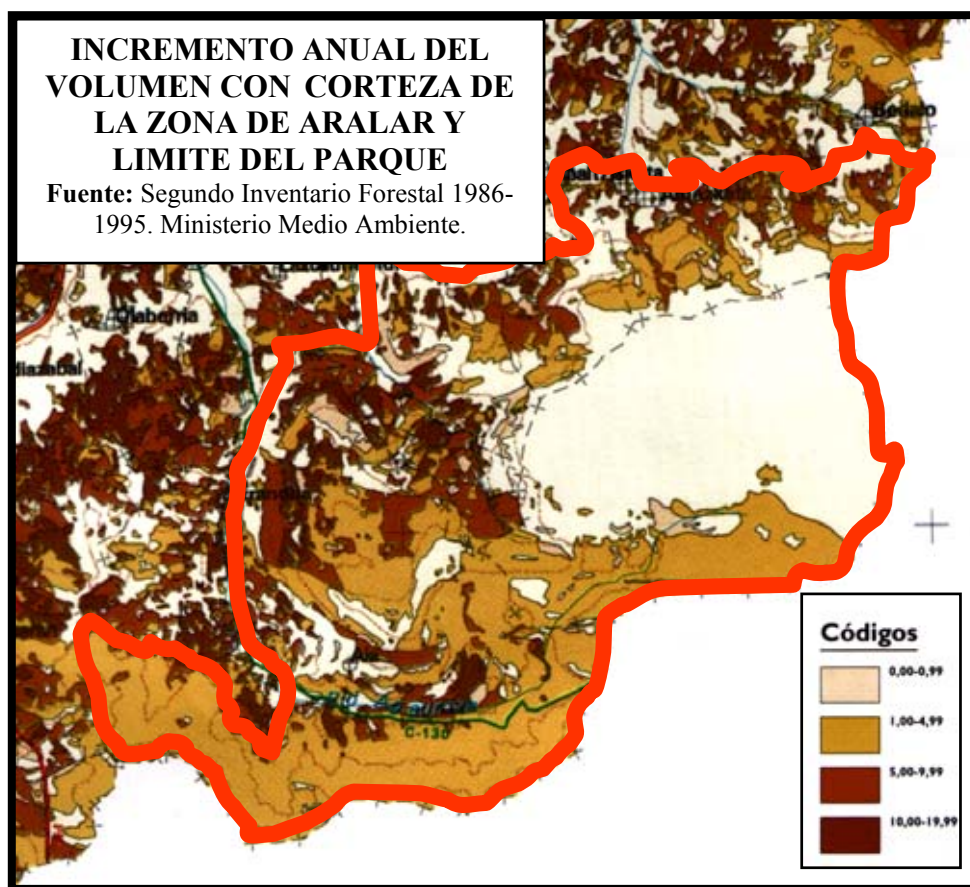 INCREMENTO ANUAL DEL
VOLUMEN CON CORTEZA DE
LA ZONA DE ARALAR Y
LIMITE DEL PARQUE
Fuente: Segundo Inventario Forestal 1986-
1995. Ministerio Medio Ambiente.
Olaberria
C-130
Códigos
0,00-0,99
1,00-4,99
5,00-9,99
10,00-19,99